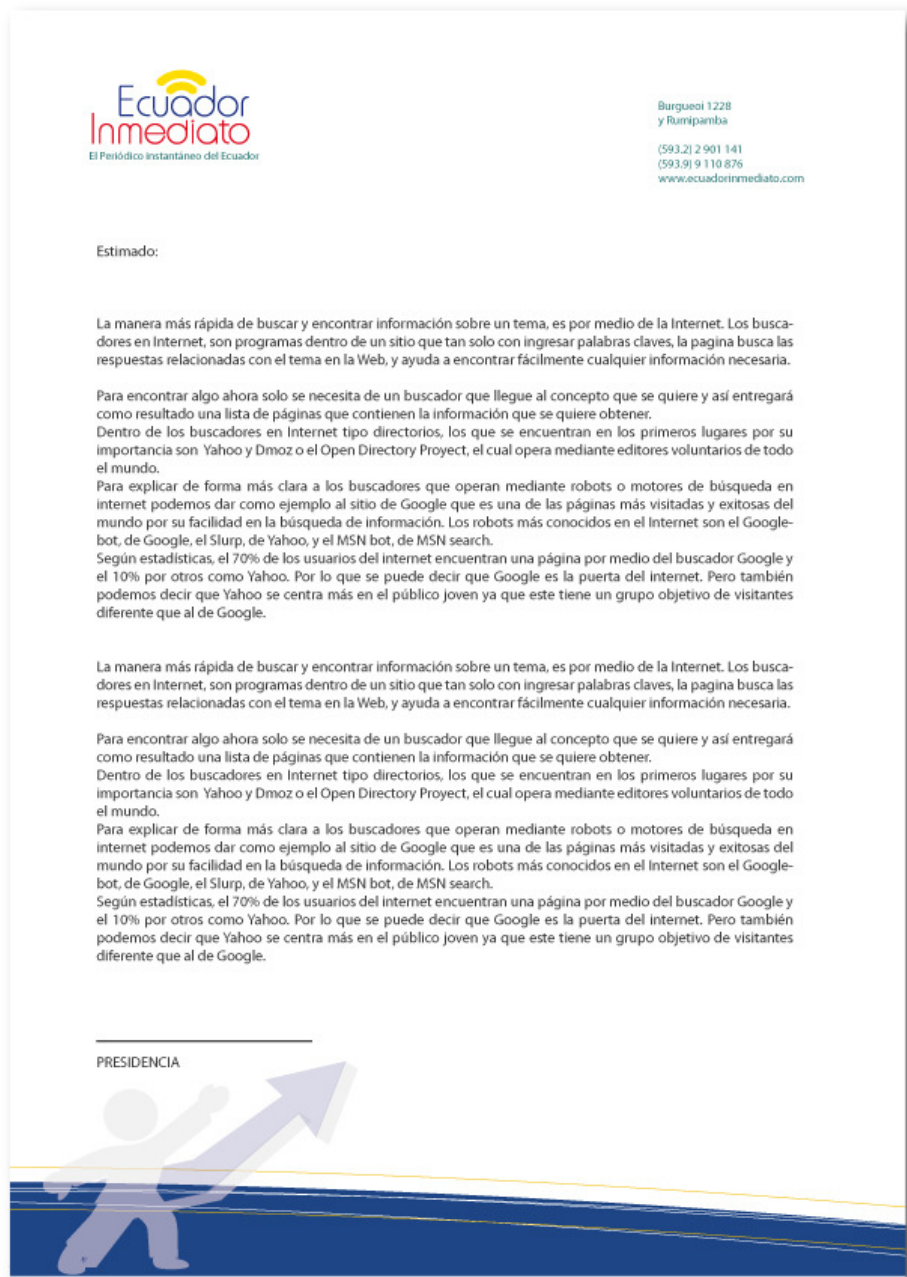 Ecuador
Inmediato
El Periódico instantáneo del Ecuador
Burgueoi 1228
y Rumipamba
(593.2) 2 901 141
(593.9) 9 110 876
www.ecuadorinmediato.com
Estimado:
La manera más rápida de buscar y encontrar información sobre un tema, es por medio de la Internet. Los busca-
dores en Internet, son programas dentro de un sitio que tan solo con ingresar palabras claves, la pagina busca las
respuestas relacionadas con el tema en la Web, y ayuda a encontrar fácilmente cualquier información necesaria.
Para encontrar algo ahora solo se necesita de un buscador que llegue al concepto que se quiere y así entregará
como resultado una lista de páginas que contienen la información que se quiere obtener.
Dentro de los buscadores en Internet tipo directorios, los que se encuentran en los primeros lugares por su
importancia son Yahoo y Dmoz o el Open Directory Proyect, el cual opera mediante editores voluntarios de todo
el mundo.
Para explicar de forma más clara a los buscadores que operan mediante robots o motores de búsqueda en
internet podemos dar como ejemplo al sitio de Google que es una de las páginas más visitadas y exitosas del
mundo por su facilidad en la búsqueda de información. Los robots más conocidos en el Internet son el Google-
bot, de Google, el Slurp, de Yahoo, y el MSN bot, de MSN search.
Según estadísticas, el 70% de los usuarios del internet encuentran una página por medio del buscador Google y
el 10% por otros como Yahoo. Por lo que se puede decir que Google es la puerta del internet. Pero también
podemos decir que Yahoo se centra más en el público joven ya que este tiene un grupo objetivo de visitantes
diferente que al de Google.
La manera más rápida de buscar y encontrar información sobre un tema, es por medio de la Internet. Los busca-
dores en Internet, son programas dentro de un sitio que tan solo con ingresar palabras claves, la pagina busca las
respuestas relacionadas con el tema en la Web, y ayuda a encontrar fácilmente cualquier información necesaria.
Para encontrar algo ahora solo se necesita de un buscador que llegue al concepto que se quiere y así entregará
como resultado una lista de páginas que contienen la información que se quiere obtener.
Dentro de los buscadores en Internet tipo directorios, los que se encuentran en los primeros lugares por su
importancia son Yahoo y Dmoz o el Open Directory Proyect, el cual opera mediante editores voluntarios de todo
el mundo.
Para explicar de forma más clara a los buscadores que operan mediante robots o motores de búsqueda en
internet podemos dar como ejemplo al sitio de Google que es una de las páginas más visitadas y exitosas del
mundo por su facilidad en la búsqueda de información. Los robots más conocidos en el Internet son el Google-
bot, de Google, el Slurp, de Yahoo, y el MSN bot, de MSN search.
Según estadísticas, el 70% de los usuarios del internet encuentran una página por medio del buscador Google y
el 10% por otros como Yahoo. Por lo que se puede decir que Google es la puerta del internet. Pero también
podemos decir que Yahoo se centra más en el público joven ya que este tiene un grupo objetivo de visitantes
diferente que al de Google.
PRESIDENCIA